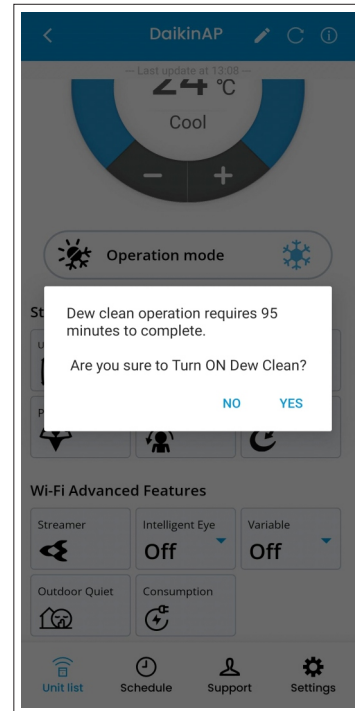 DaikinAP
Last update at 13:08
24 °C
Cool
Operation mode
St
Dew clean operation requires 95
minutes to complete.
Are you sure to Turn ON Dew Clean?
NO YES
Wi-Fi Advanced Features
Streamer Intelligent Eye Variable
Off Off
Outdoor Quiet Consumption
Unit list Schedule Support Settings